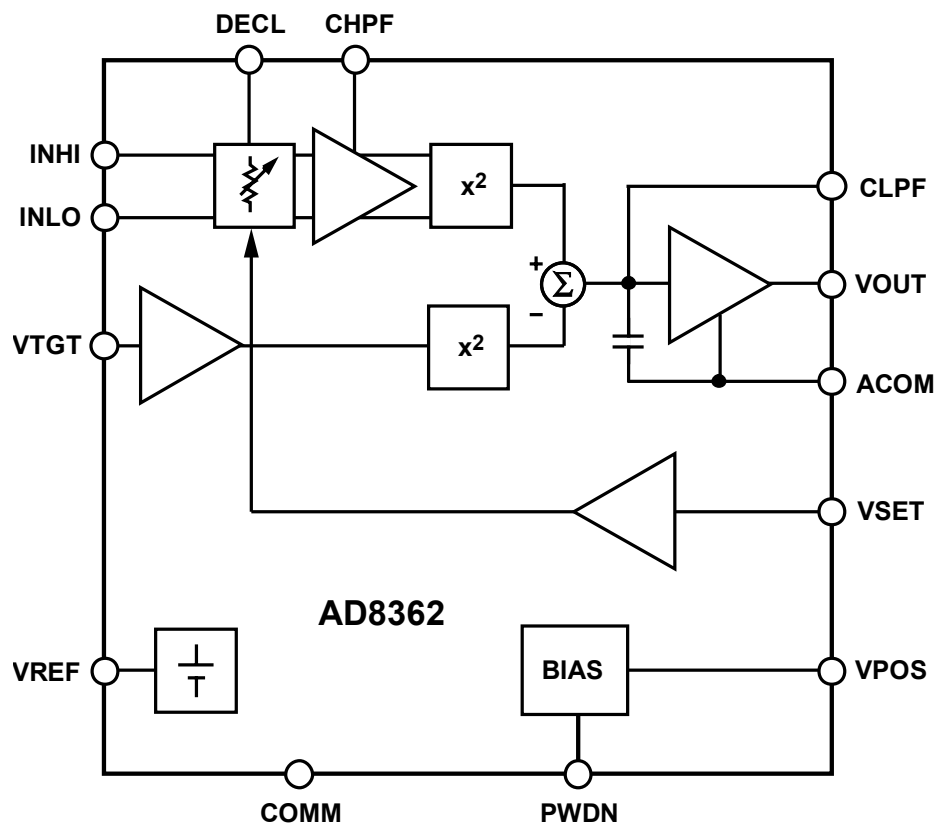 DECL CHPF
INHI
INLO
x²
CLPF
+
Σ
VOUT
−
VTGT
x²
ACOM
VSET
AD8362
VREF
BIAS
VPOS
COMM
PWDN